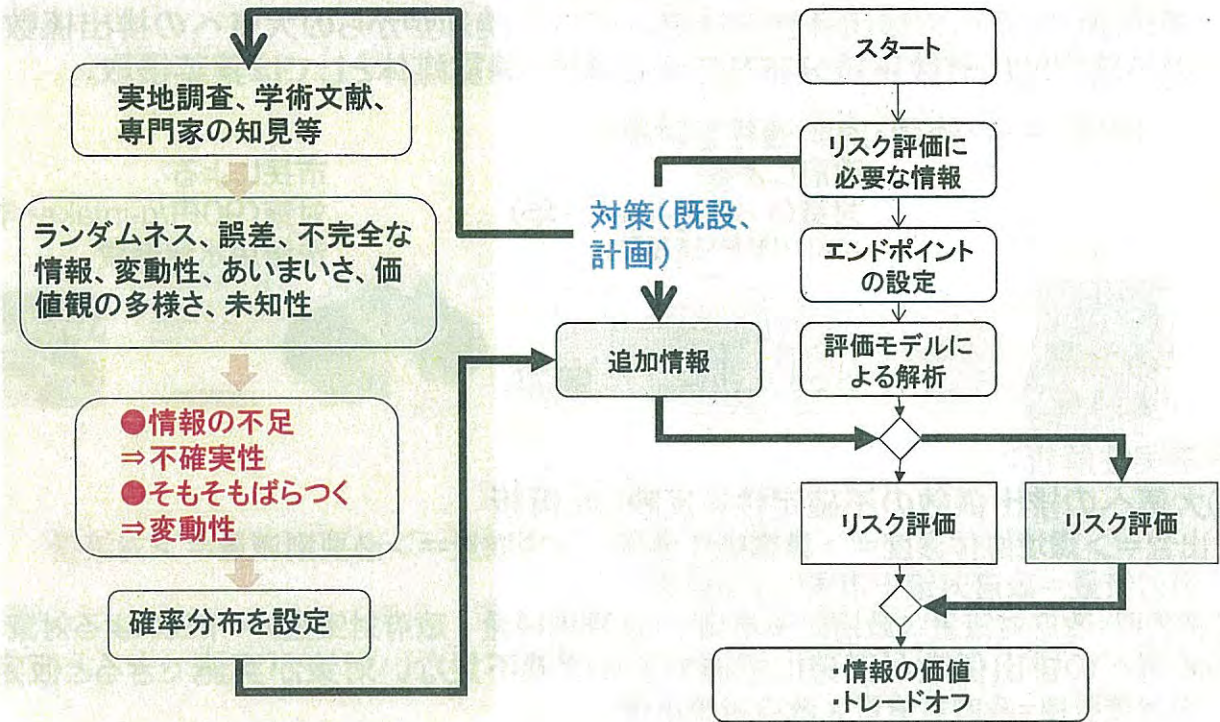 スタート
リスク評価に
必要な情報
エンドポイント
の設定
評価モデルに
よる解析
リスク評価
リスク評価
・情報の価値
・トレードオフ
対策(既設、
計画)
追加情報
実地調査、学術文献、
専門家の知見等
ランダムネス、誤差、不完全な
情報、変動性、あいまいさ、価
値観の多様さ、未知性
●情報の不足
⇒不確実性
●そもそもばらつく
⇒変動性
確率分布を設定